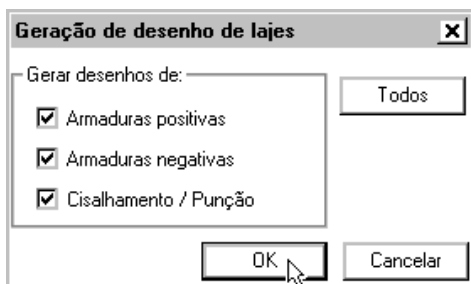 Geração de desenho de lajes
Gerar desenhos de:
Todos
Armaduras positivas
Armaduras negativas
Cisalhamento / Punção
OK
Cancelar